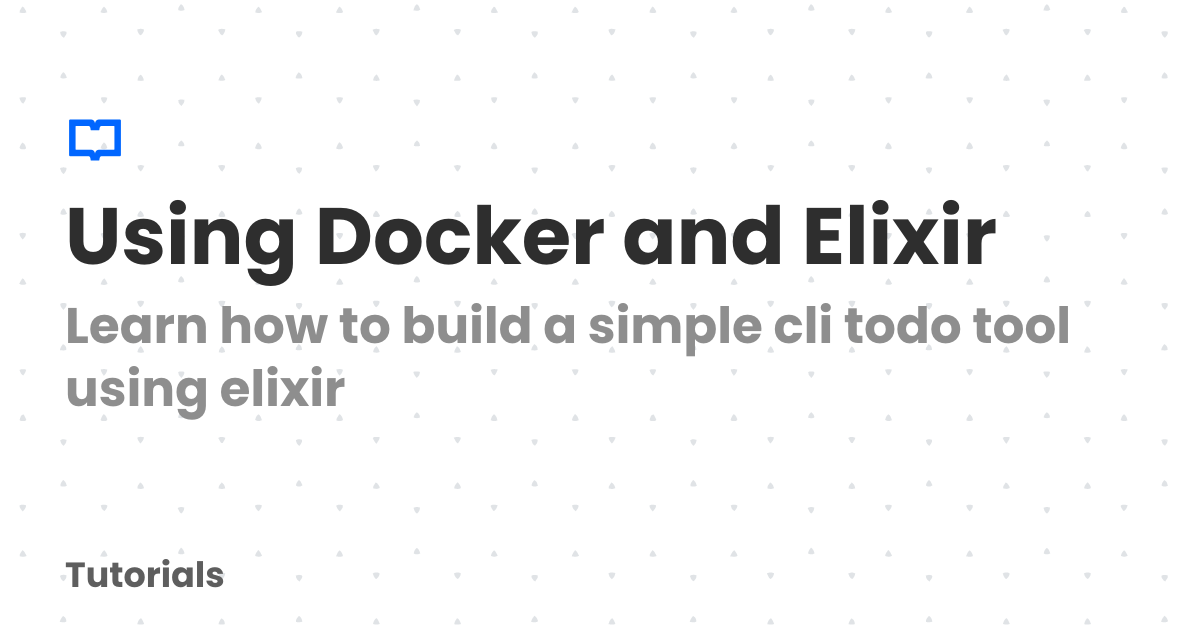 Using Docker and Elixir
Learn how to build a simple cli todo tool
using elixir
Tutorials